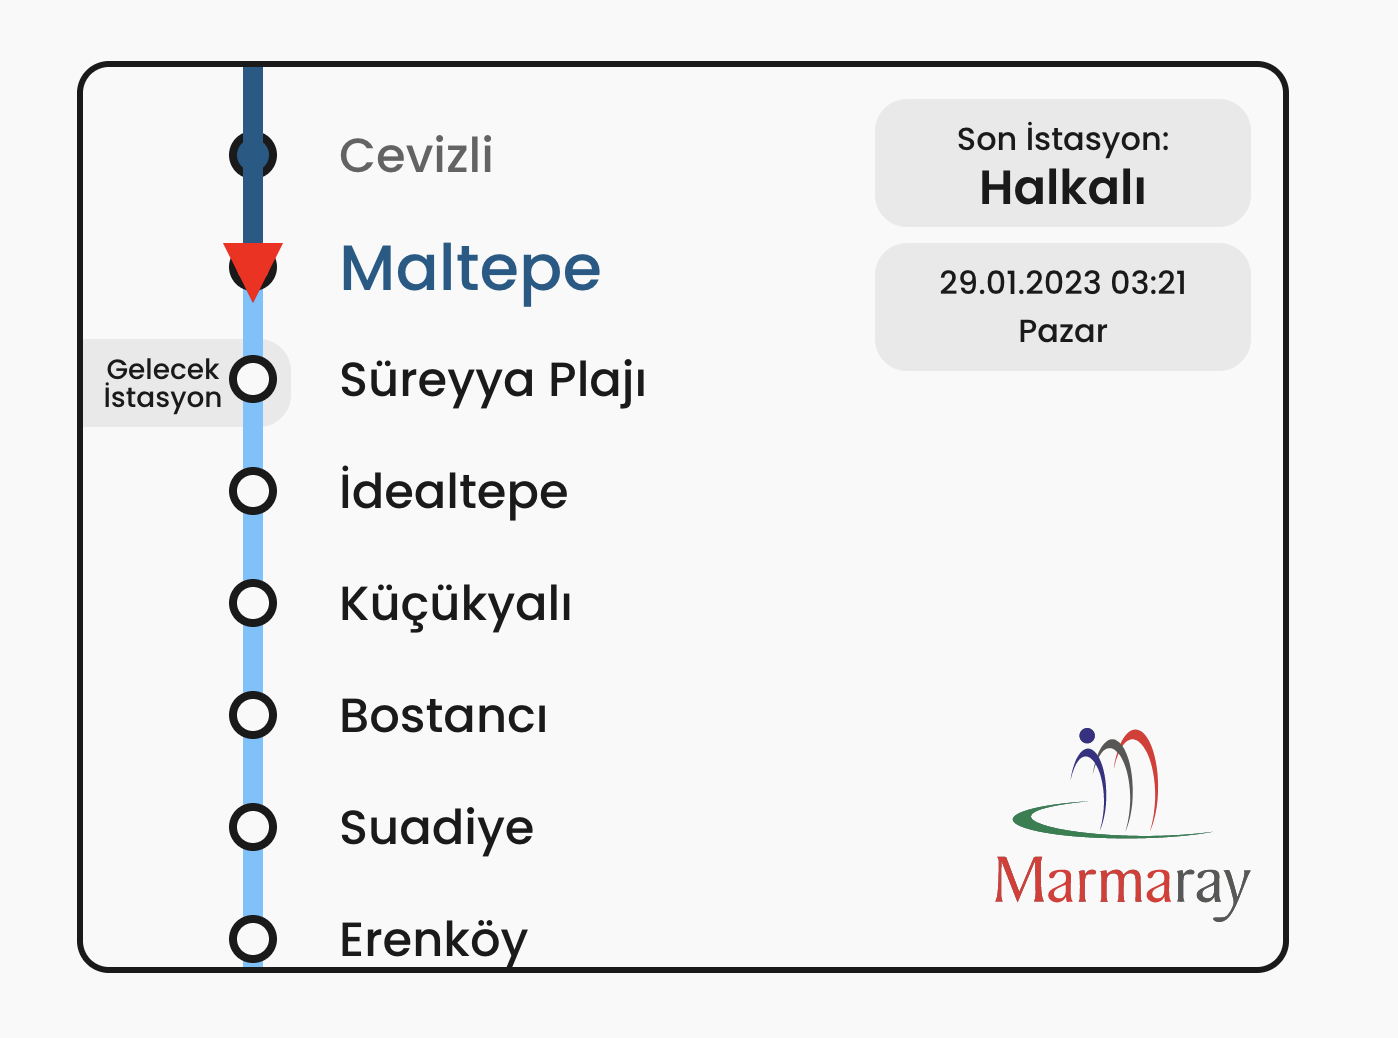 Cevizli
Maltepe
Gelecek
İstasyon
Süreyya Plajı
İdealtepe
Küçükyalı
Bostancı
Suadiye
Erenköy
Son İstasyon:
Halkalı
29.01.2023 03:21
Pazar
Marmaray